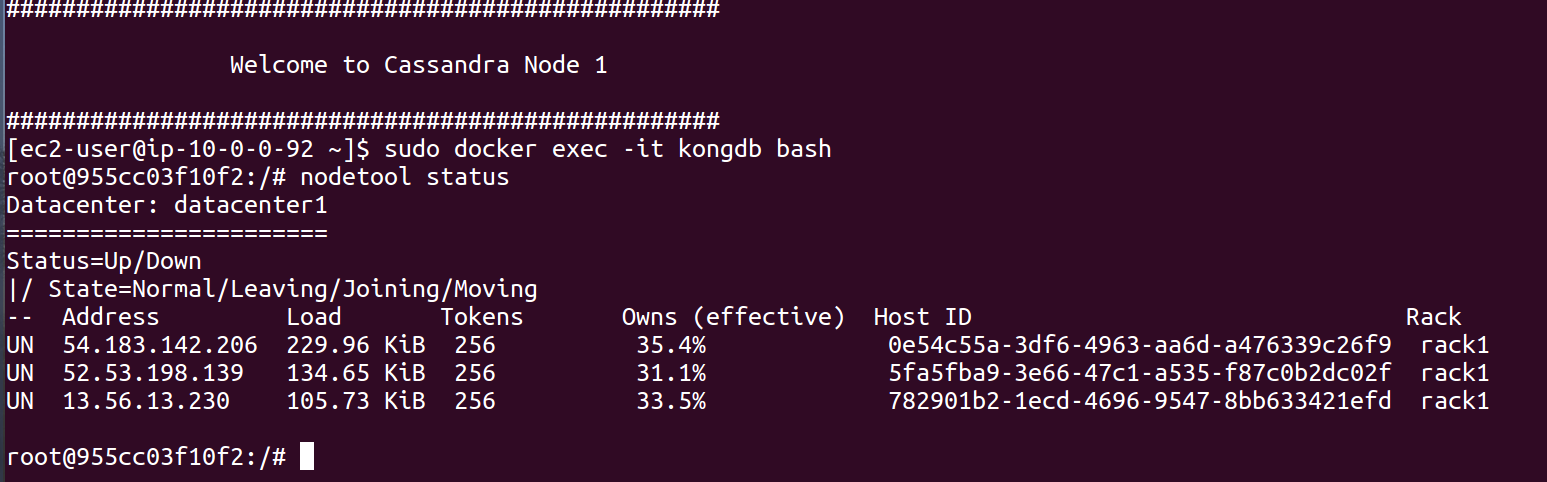 ###################################################
Welcome to Cassandra Node 1
###################################################
[ec2-user@ip-10-0-0-92 ~]$ sudo docker exec -it kongdb bash
root@955cc03f10f2:/# nodetool status
Datacenter: datacenter1
=======================
Status=Up/Down
|/ State=Normal/Leaving/Joining/Moving
--  Address         Load       Tokens       Owns (effective)  Host ID                               Rack
UN  54.183.142.206  229.96 KiB  256          35.4%             0e54c55a-3df6-4963-aa6d-a476339c26f9  rack1
UN  52.53.198.139   134.65 KiB  256          31.1%             5fa5fba9-3e66-47c1-a535-f87c0b2dc02f  rack1
UN  13.56.13.230    105.73 KiB  256          33.5%             782901b2-1ecd-4696-9547-8bb633421efd  rack1
root@955cc03f10f2:/#